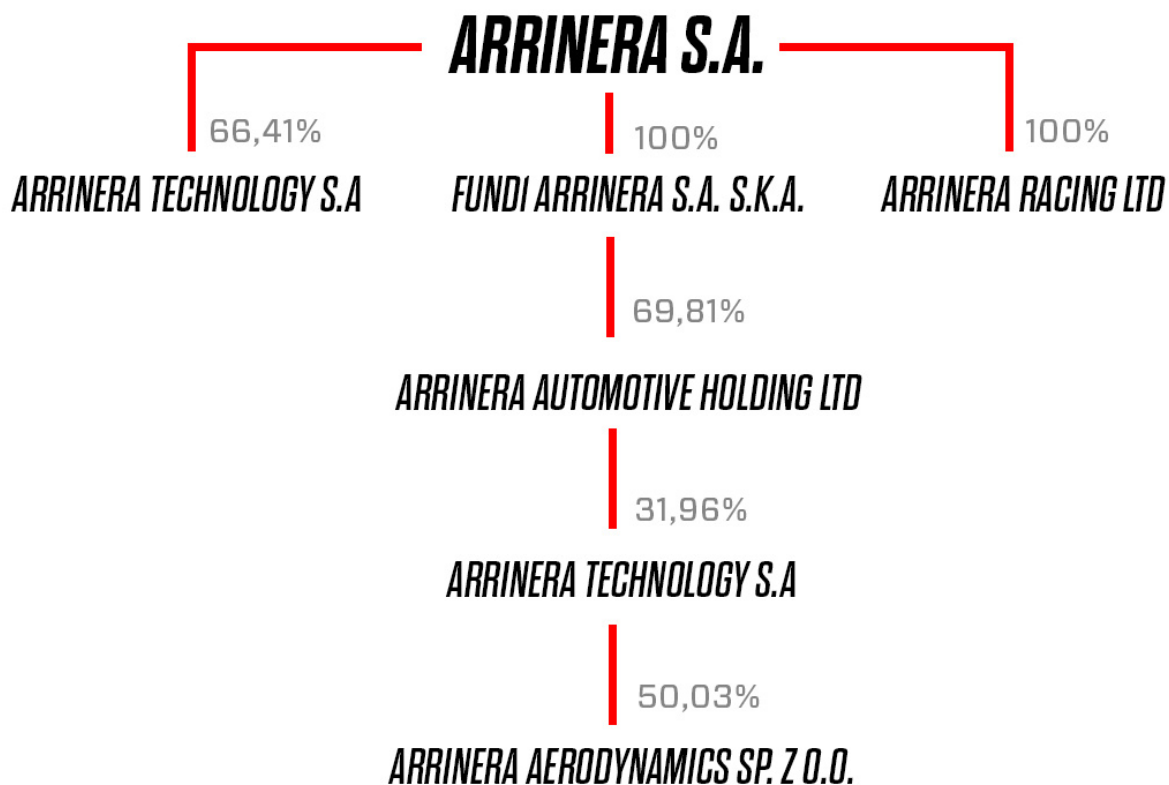 ARRINERA S.A.
66,41%
100%
100%
ARRINERA TECHNOLOGY S.A
FUND1 ARRINERA S.A. S.K.A.
ARRINERA RACING LTD
69,81%
ARRINERA AUTOMOTIVE HOLDING LTD
31,96%
ARRINERA TECHNOLOGY S.A
50,03%
ARRINERA AERODYNAMICS SP. Z O.O.